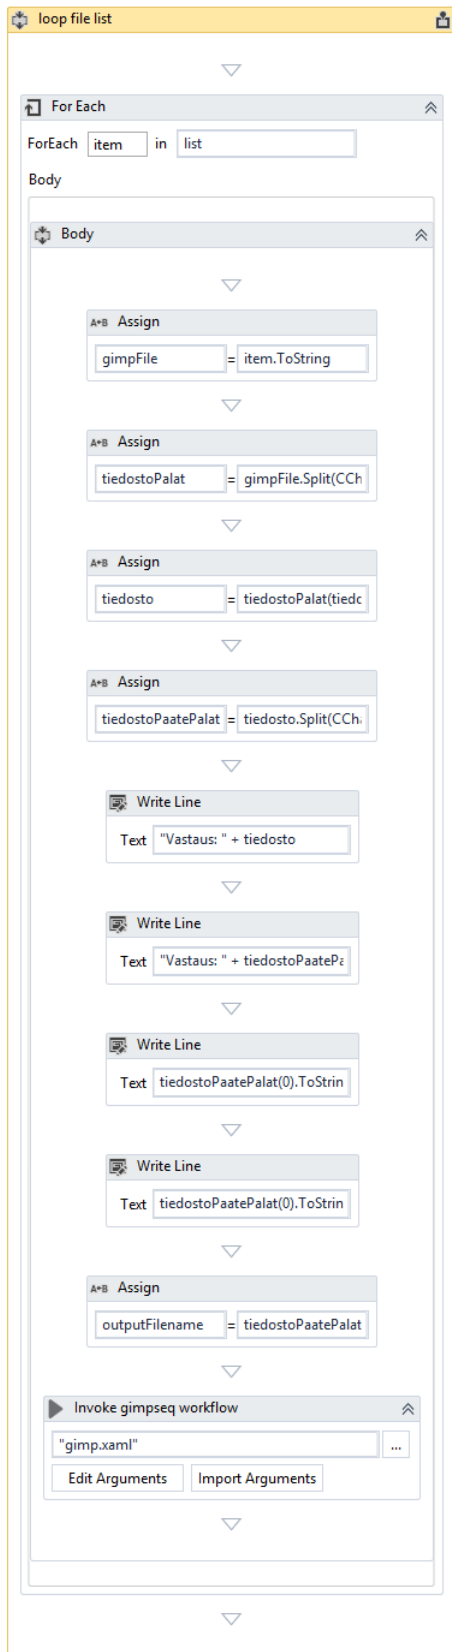 loop file list
For Each
ForEach item in list
Body
Body
A+B Assign
gimpFile = item.ToString
A+B Assign
tiedostoPalat = gimpFile.Split(CCh
A+B Assign
tiedosto = tiedostoPalat(tiedo
A+B Assign
tiedostoPaatePalat = tiedosto.Split(CCh
Write Line
Text "Vastaus: " + tiedosto
Write Line
Text "Vastaus: " + tiedostoPaatePa
Write Line
Text tiedostoPaatePalat(0).ToStrin
Write Line
Text tiedostoPaatePalat(0).ToStrin
A+B Assign
outputFilename = tiedostoPaatePalat
Invoke gimpseq workflow
"gimp.xaml" ...
Edit Arguments Import Arguments